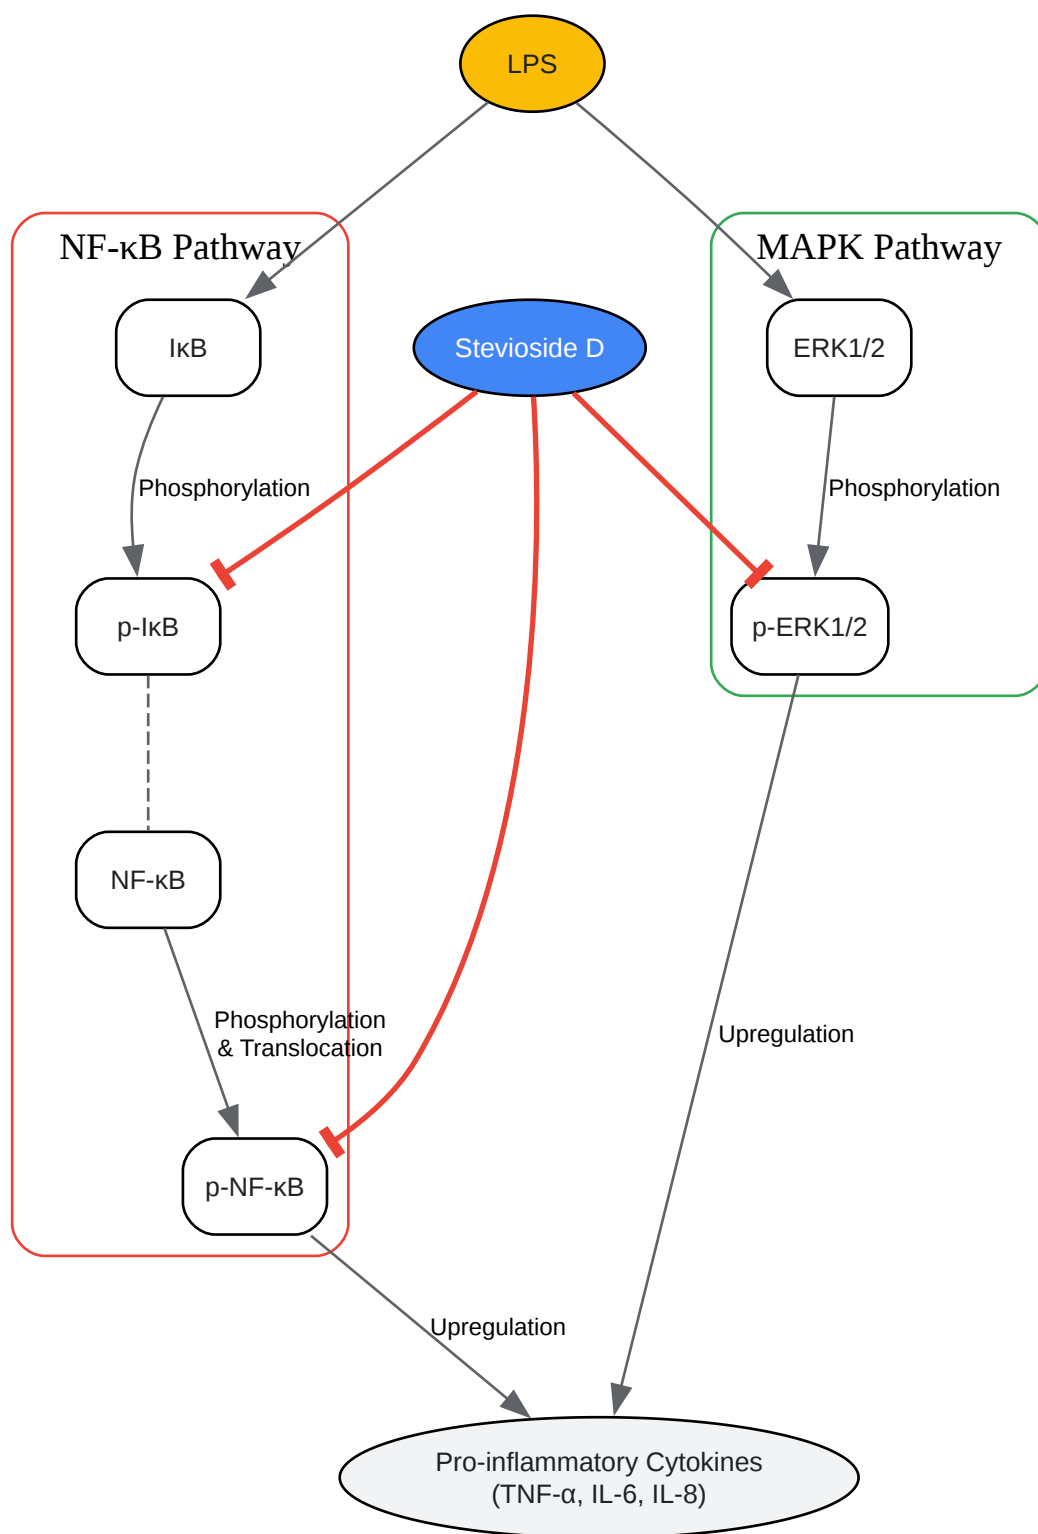 LPS
NF-κB Pathway
MAPK Pathway
IκB
Stevioside D
ERK1/2
Phosphorylation
Phosphorylation
p-IκB
p-ERK1/2
NF-κB
Phosphorylation
& Translocation
Upregulation
p-NF-κB
Upregulation
Pro-inflammatory Cytokines
(TNF-α, IL-6, IL-8)